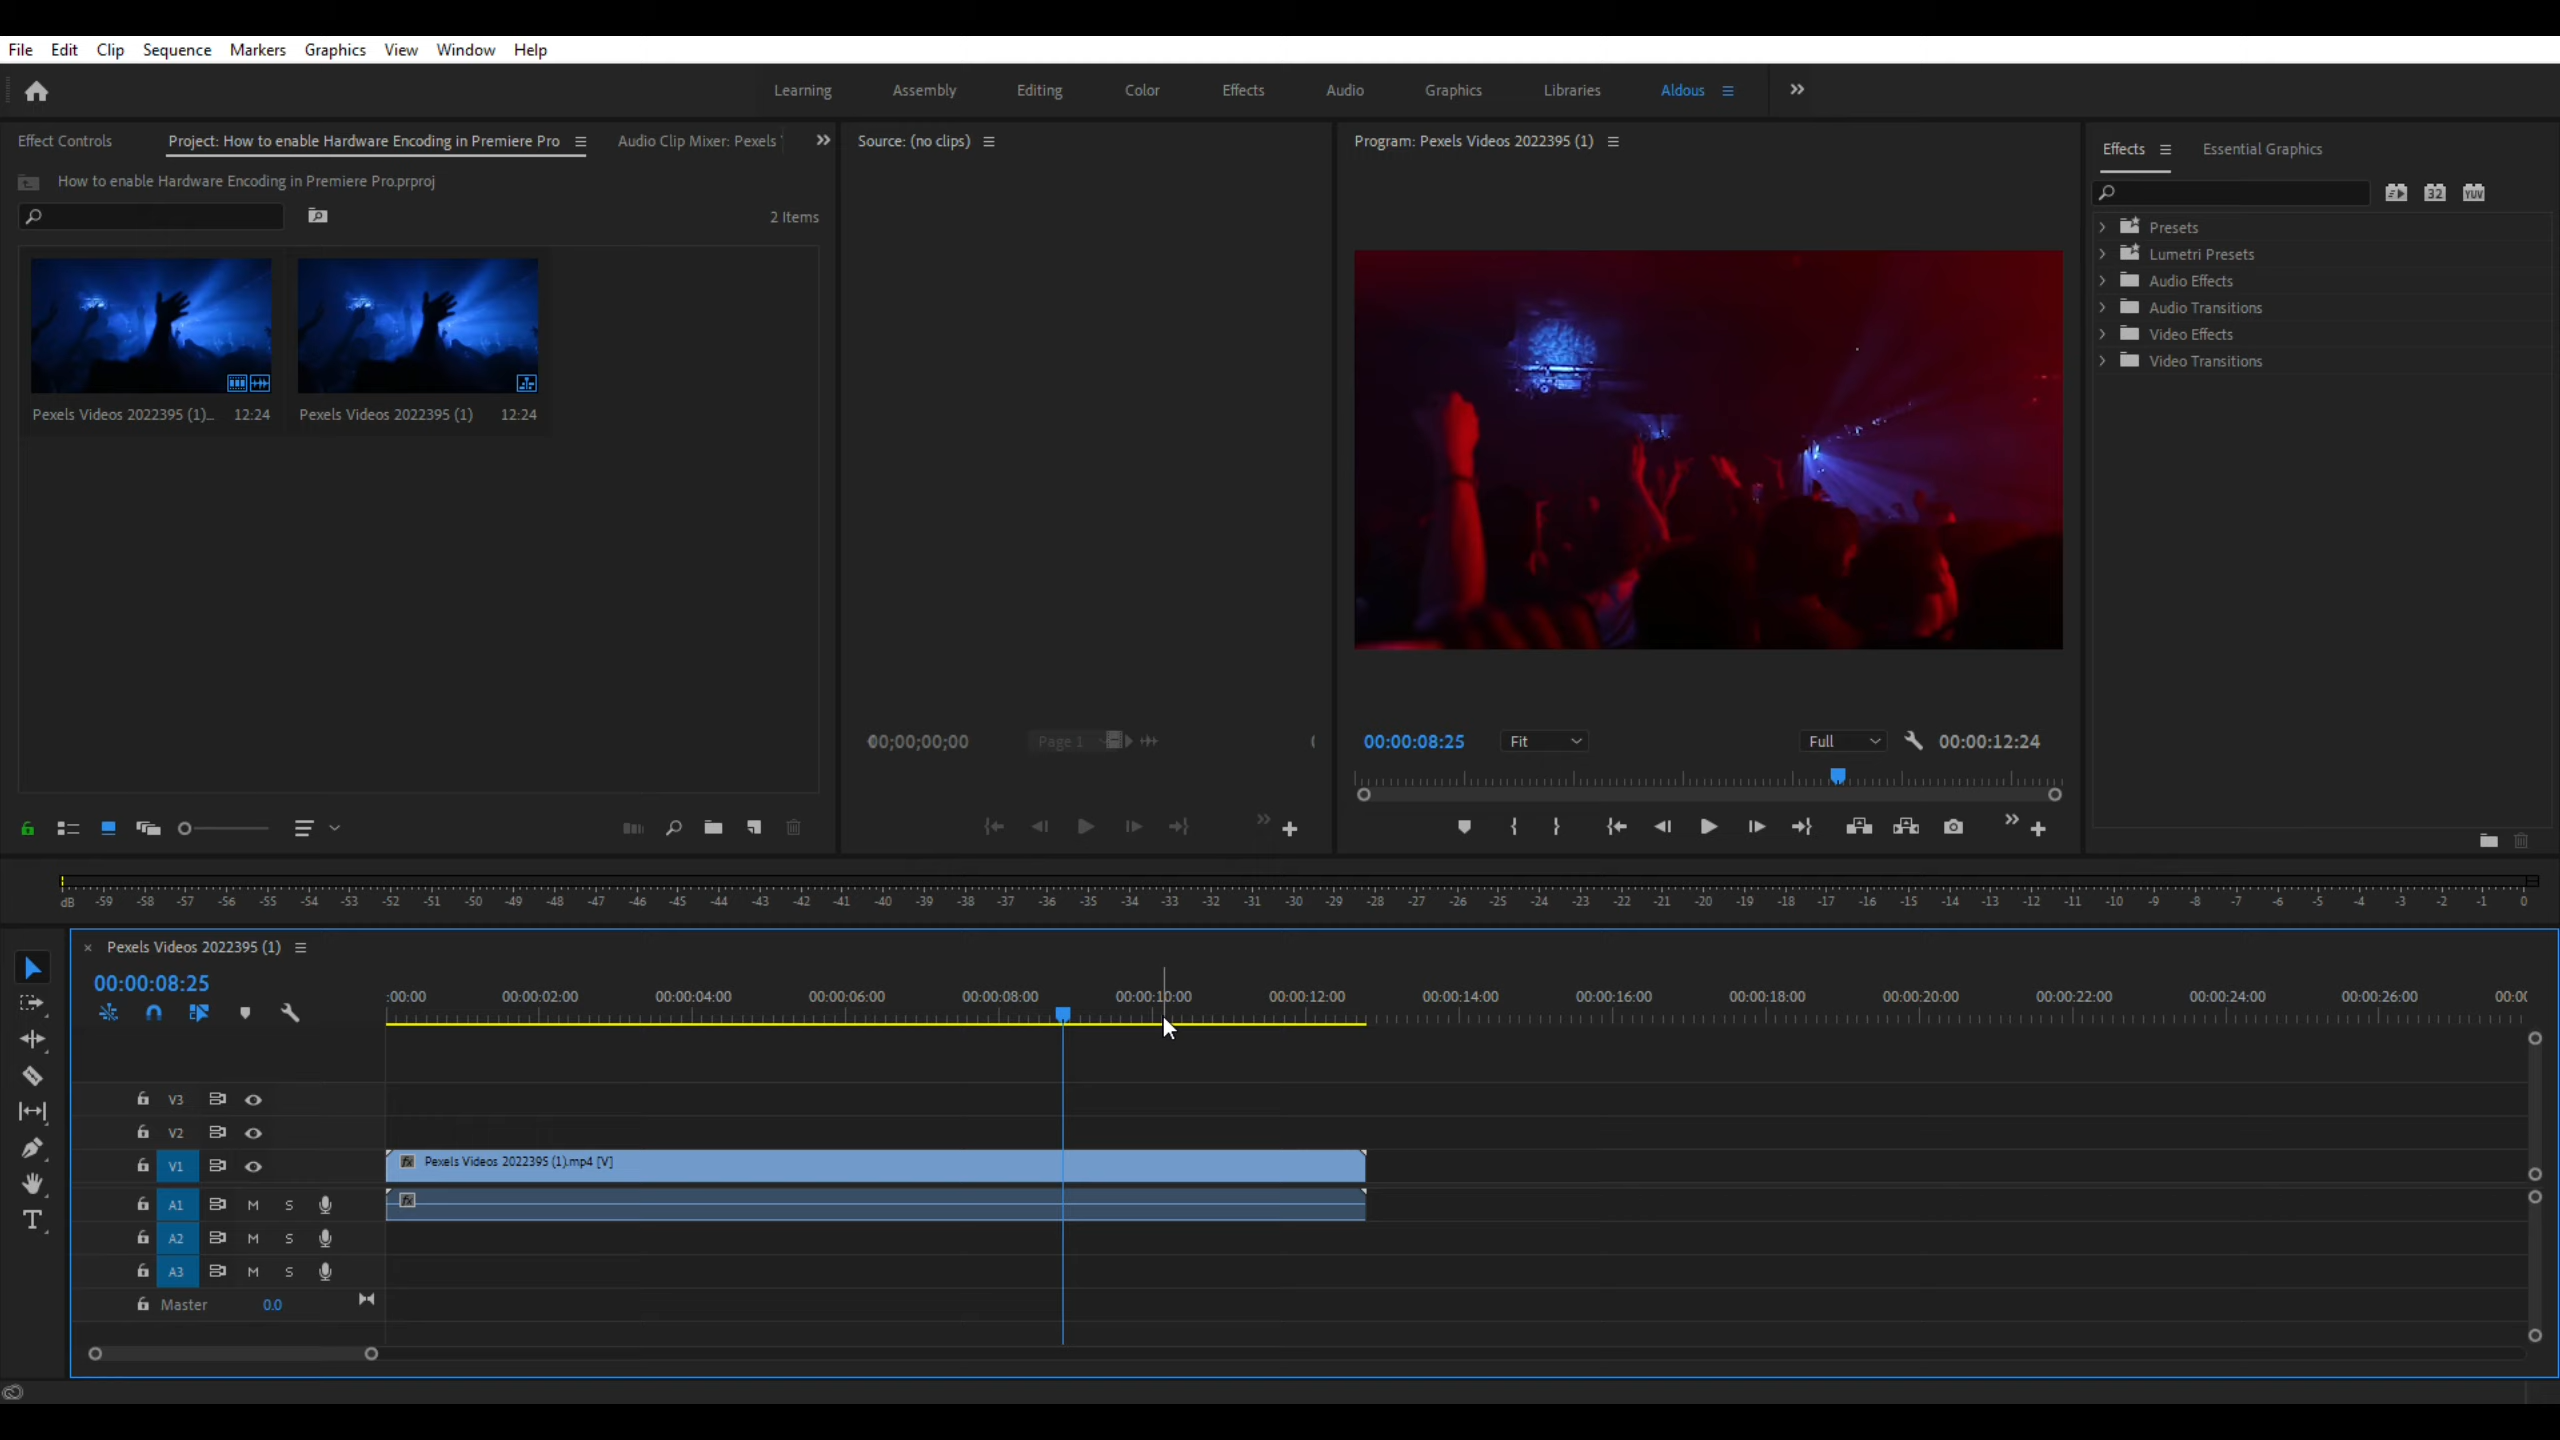 File Edit Clip Sequence Markers Graphics View Window Help
Learning Assembly Editing Color Effects Audio Graphics Libraries Aldous
Effect Controls Project: How to enable Hardware Encoding in Premiere Pro Audio Clip Mixer: Pexels
How to enable Hardware Encoding in Premiere Pro.prproj
2 Items
Pexels Videos 2022395 (1)... 12:24
Pexels Videos 2022395 (1) 12:24
Source: (no clips)
00;00;00;00 Page 1
Program: Pexels Videos 2022395 (1)
00:00:08:25 Fit Full 00:00:12:24
Effects Essential Graphics
32 YUV
Presets
Lumetri Presets
Audio Effects
Audio Transitions
Video Effects
Video Transitions
dB -59 -58 -57 -56 -55 -54 -53 -52 -51 -50 -49 -48 -47 -46 -45 -44 -43 -42 -41 -40 -39 -38 -37 -36 -35 -34 -33 -32 -31 -30 -29 -28 -27 -26 -25 -24 -23 -22 -21 -20 -19 -18 -17 -16 -15 -14 -13 -12 -11 -10 -9 -8 -7 -6 -5 -4 -3 -2 -1 0
× Pexels Videos 2022395 (1)
00:00:08:25
:00:00 00:00:02:00 00:00:04:00 00:00:06:00 00:00:08:00 00:00:10:00 00:00:12:00 00:00:14:00 00:00:16:00 00:00:18:00 00:00:20:00 00:00:22:00 00:00:24:00 00:00:26:00 00:0
V3
V2
V1 fx Pexels Videos 2022395 (1).mp4 [V]
A1 M S fx
A2 M S
A3 M S
Master 0.0